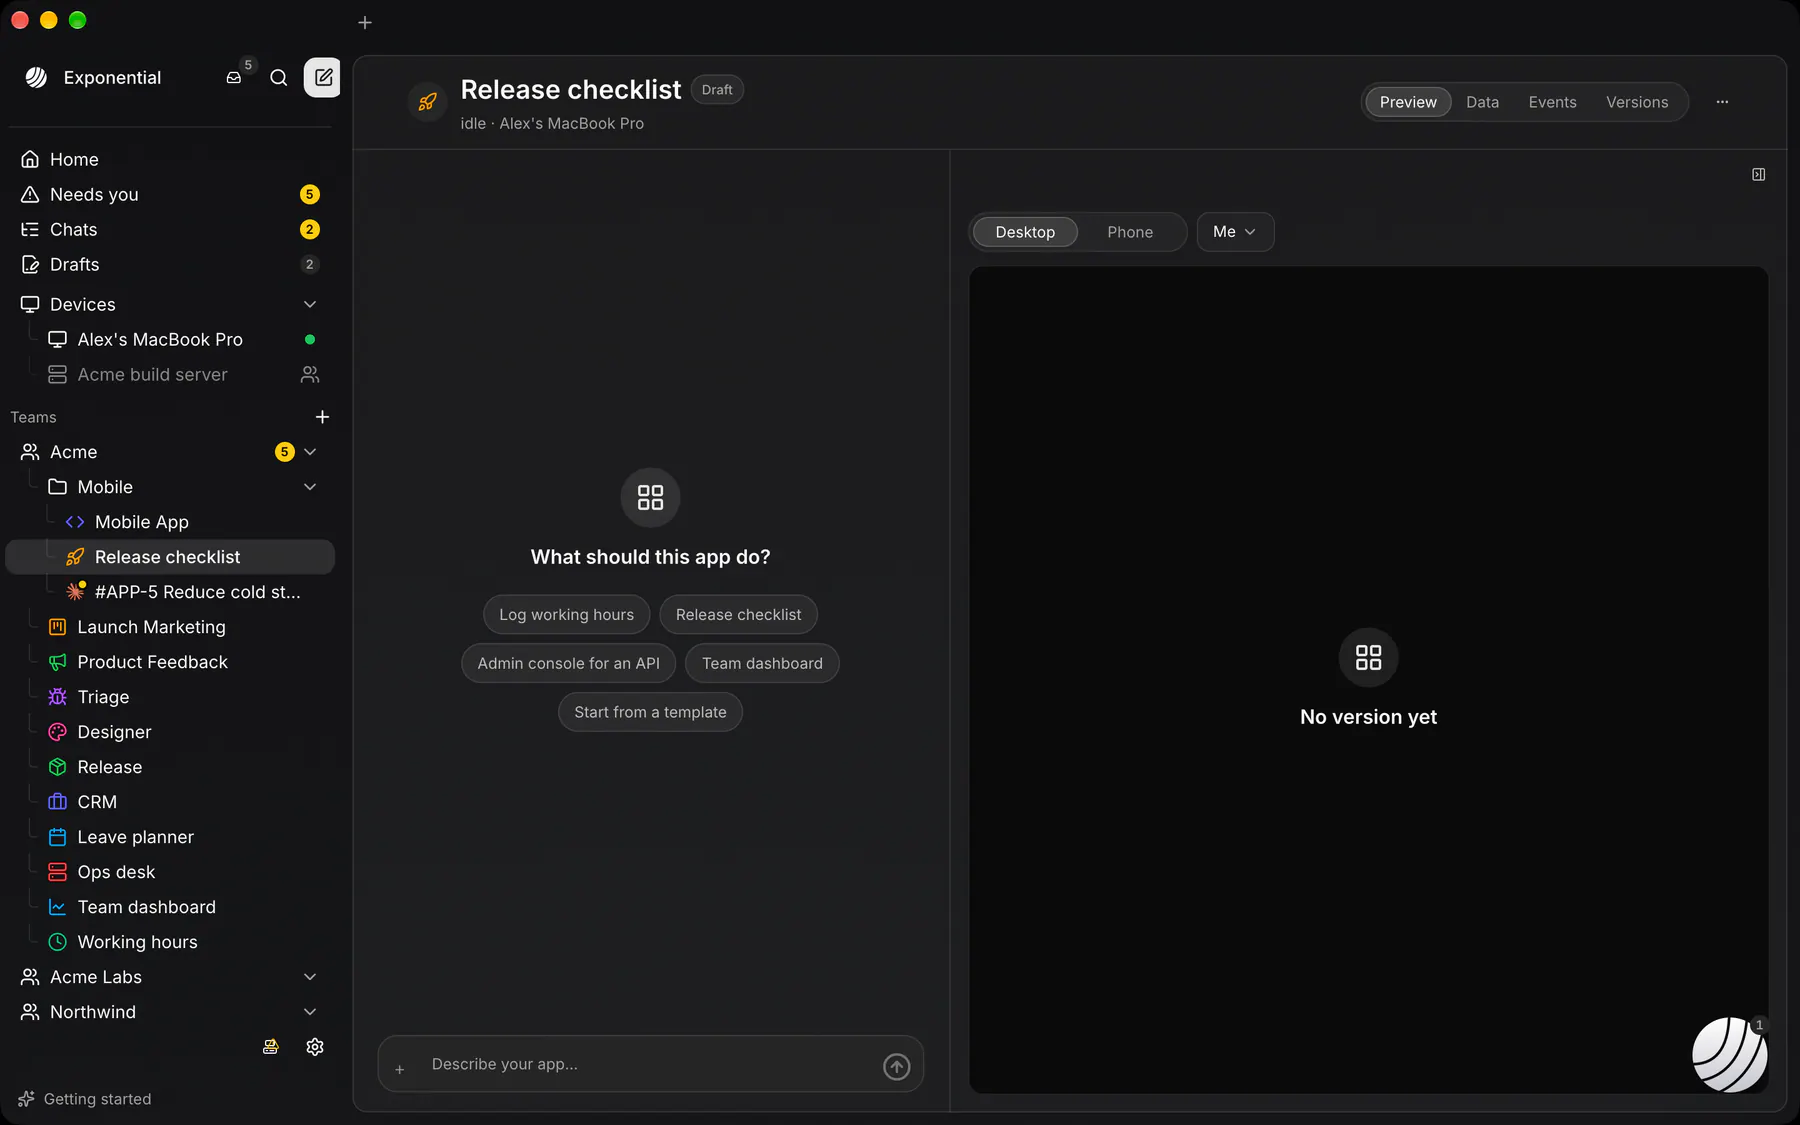 Exponential
5
Home
Needs you
5
Chats
2
Drafts
2
Devices
Alex's MacBook Pro
Acme build server
Teams
Acme
5
Mobile
Mobile App
Release checklist
#APP-5 Reduce cold st...
Launch Marketing
Product Feedback
Triage
Designer
Release
CRM
Leave planner
Ops desk
Team dashboard
Working hours
Acme Labs
Northwind
Getting started
Release checklist
Draft
idle · Alex's MacBook Pro
Preview
Data
Events
Versions
What should this app do?
Log working hours
Release checklist
Admin console for an API
Team dashboard
Start from a template
Describe your app...
Desktop
Phone
Me
No version yet
1